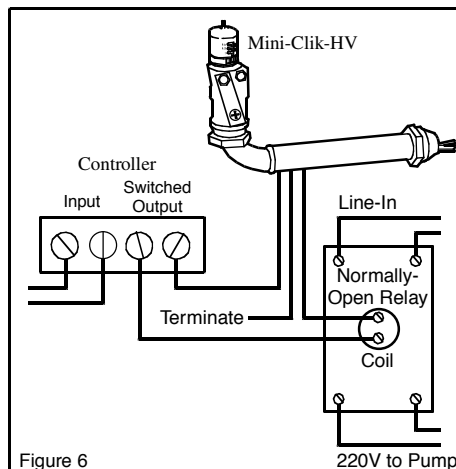 Mini-Clik-HV
Controller
Input
Switched
Output
Line-In
Normally-
Open Relay
Terminate
Coil
Figure 6
220V to Pump